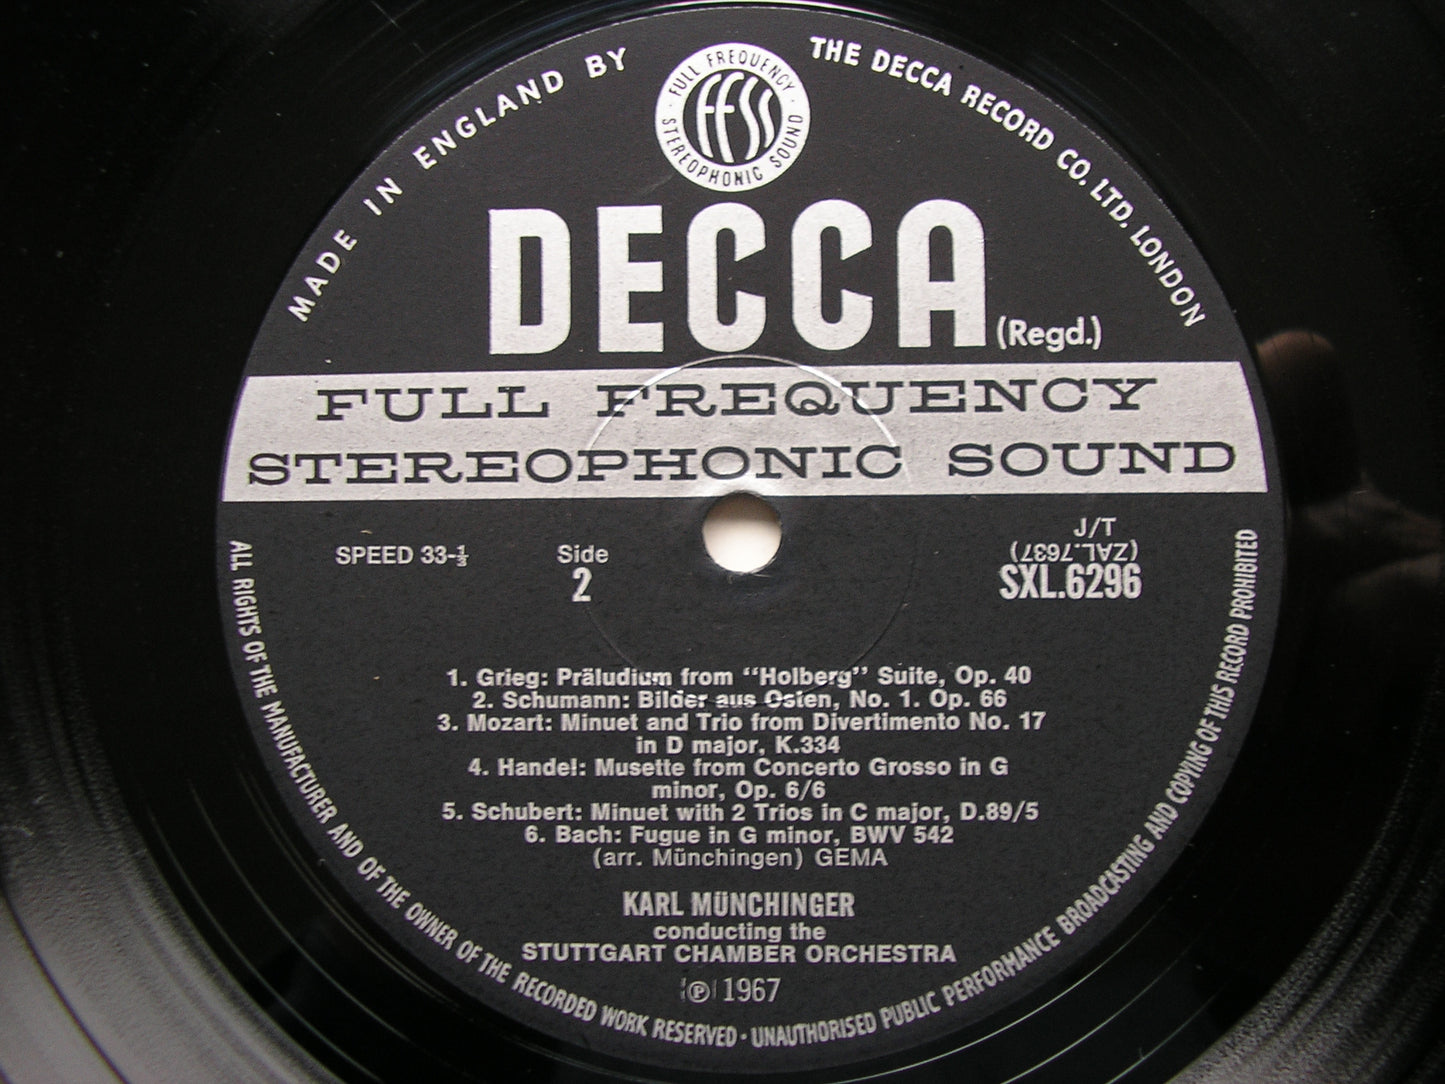 MADE IN ENGLAND BY
THE DECCA RECORD CO. LTD. LONDON
FULL FREQUENCY
ffss
STEREOPHONIC SOUND
DECCA (Regd.)
FULL FREQUENCY
STEREOPHONIC SOUND
SPEED 33-⅓
Side
2
J/T
(ZAL.7637)
SXL.6296
1. Grieg: Präludium from "Holberg" Suite, Op. 40
2. Schumann: Bilder aus Osten, No. 1. Op. 66
3. Mozart: Minuet and Trio from Divertimento No. 17
in D major, K.334
4. Handel: Musette from Concerto Grosso in G
minor, Op. 6/6
5. Schubert: Minuet with 2 Trios in C major, D.89/5
6. Bach: Fugue in G minor, BWV 542
(arr. Münchingen) GEMA
KARL MÜNCHINGER
conducting the
STUTTGART CHAMBER ORCHESTRA
℗ 1967
ALL RIGHTS OF THE MANUFACTURER AND OF THE OWNER OF THE RECORDED WORK RESERVED · UNAUTHORISED PUBLIC PERFORMANCE BROADCASTING AND COPYING OF THIS RECORD PROHIBITED